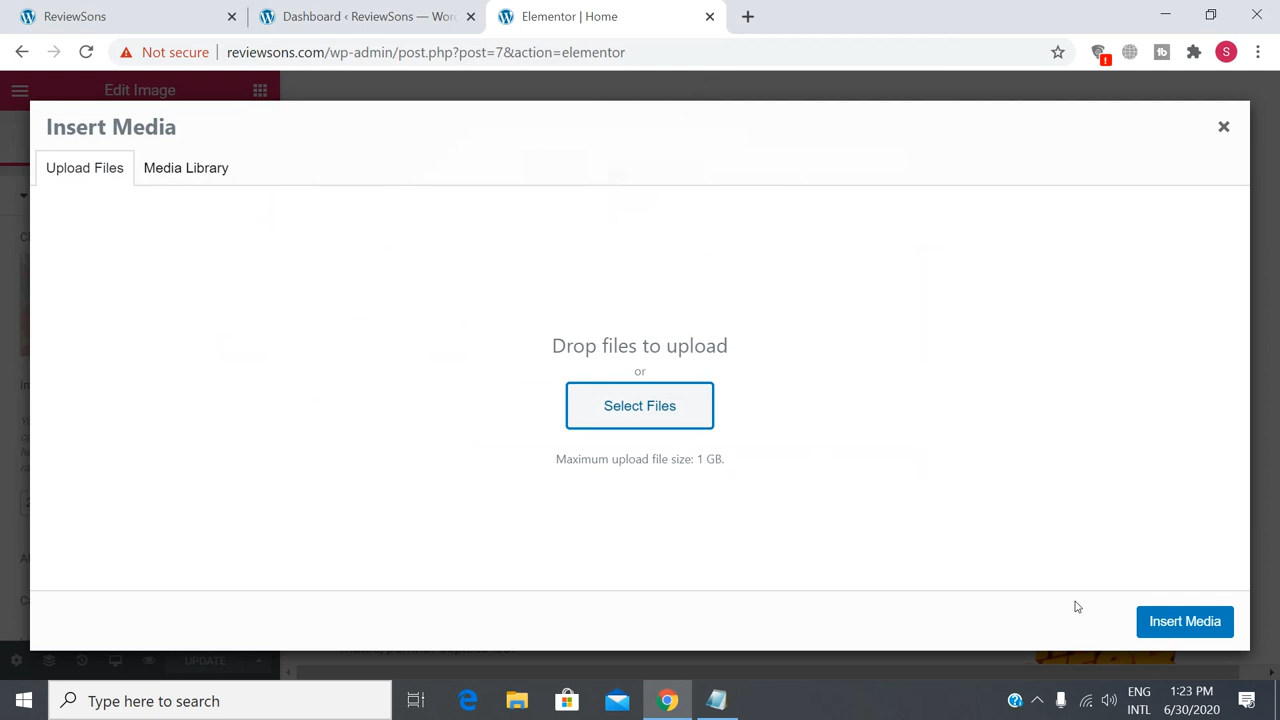 ReviewSons
Dashboard ‹ ReviewSons — Word
Elementor | Home
Not secure
reviewsons.com/wp-admin/post.php?post=7&action=elementor
S
Edit Image
Insert Media
Upload Files
Media Library
Drop files to upload
or
Select Files
Maximum upload file size: 1 GB.
Insert Media
UPDATE
Type here to search
ENG
INTL
1:23 PM
6/30/2020